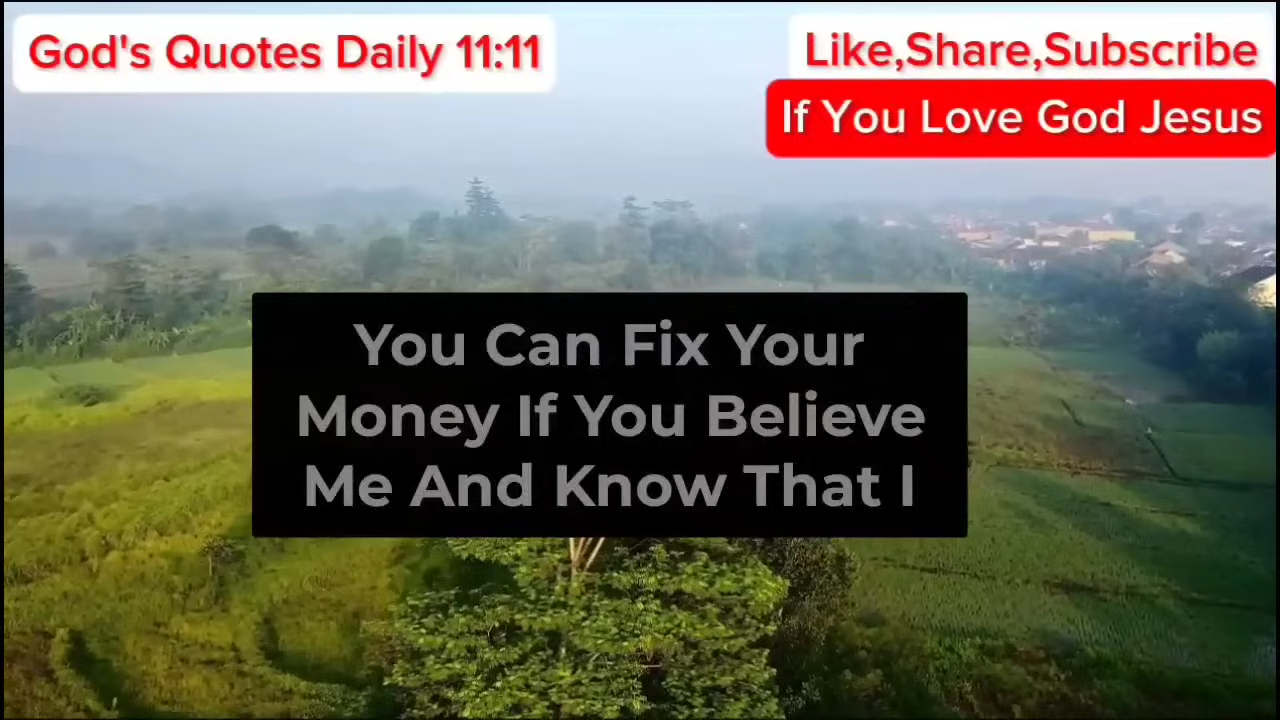 God's Quotes Daily 11:11
Like,Share,Subscribe
If You Love God Jesus
You Can Fix Your
Money If You Believe
Me And Know That I